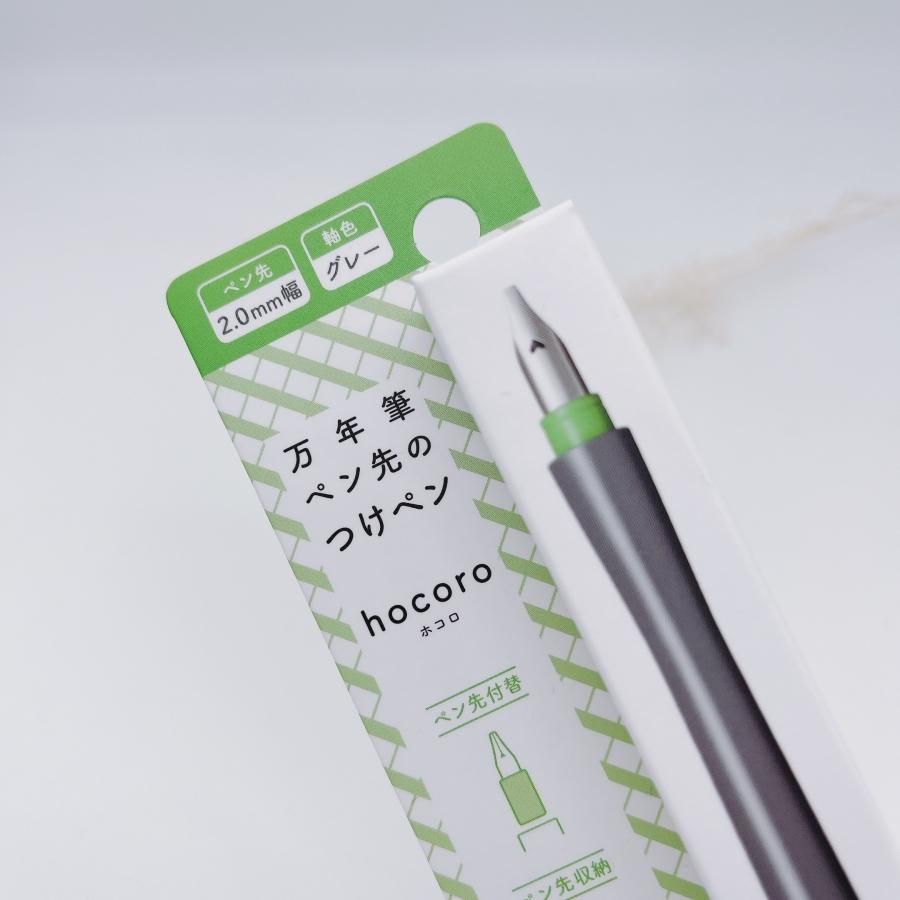 ペン先
2.0mm幅
軸色
グレー
万年筆
ペン先の
つけペン
hocoro
ホコロ
ペン先付替
ペン先収納